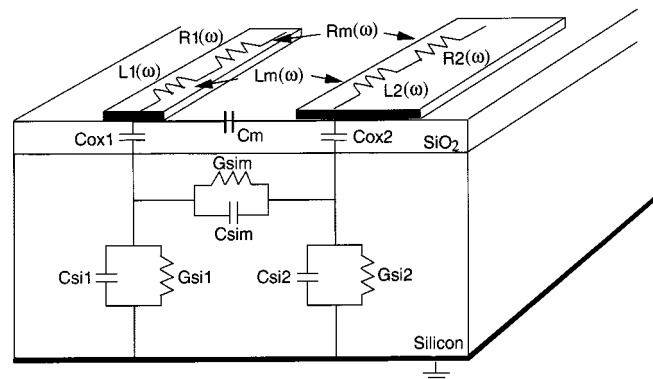 R1(ω)
Rm(ω)
L1(ω)
R2(ω)
Lm(ω)
L2(ω)
Cox1
Cm
Cox2
SiO2
Gsim
Csim
Csi1
Gsi1
Csi2
Gsi2
Silicon